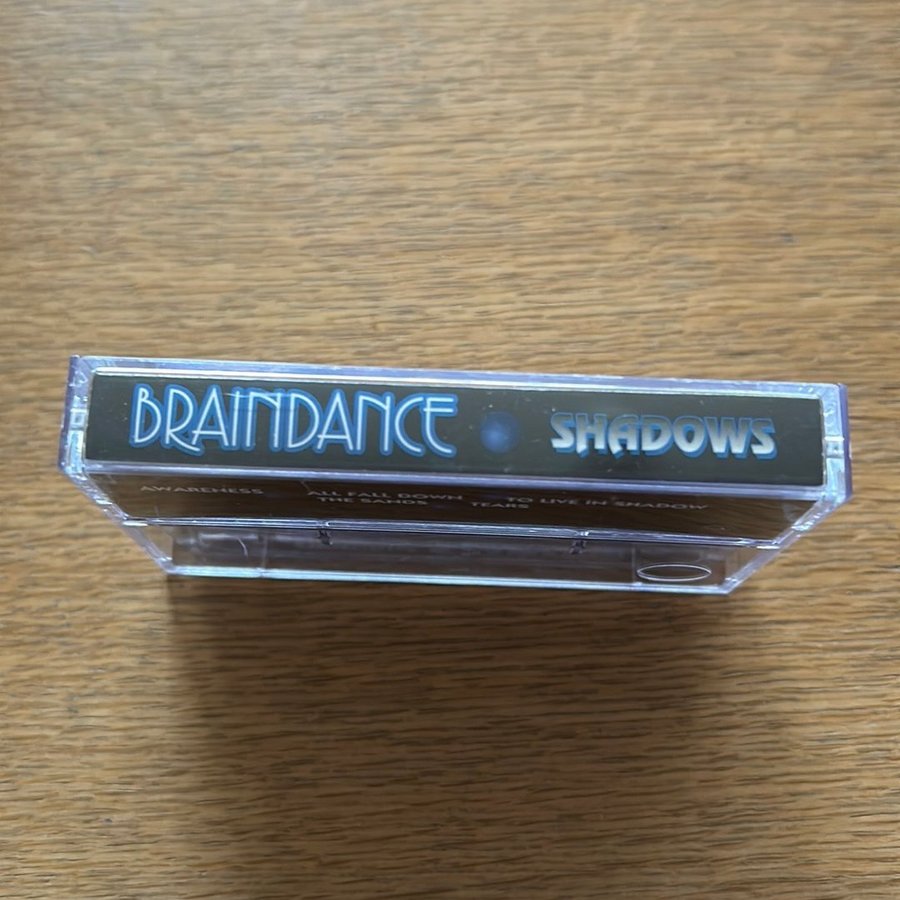 BRAINDANCE • SHADOWS
AWARENESS • ALL FALL DOWN • TO LIVE IN SHADOW
THE SANDS • TEARS